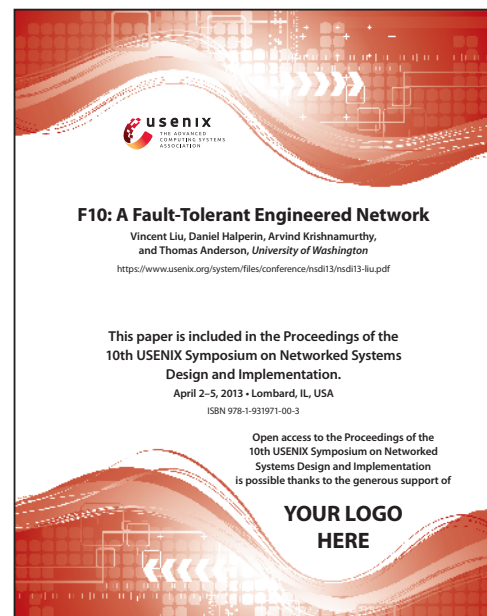 usenix
THE ADVANCED
COMPUTING SYSTEMS
ASSOCIATION
F10: A Fault-Tolerant Engineered Network
Vincent Liu, Daniel Halperin, Arvind Krishnamurthy,
and Thomas Anderson, University of Washington
https://www.usenix.org/system/files/conference/nsdi13/nsdi13-liu.pdf
This paper is included in the Proceedings of the
10th USENIX Symposium on Networked Systems
Design and Implementation.
April 2–5, 2013 • Lombard, IL, USA
ISBN 978-1-931971-00-3
Open access to the Proceedings of the
10th USENIX Symposium on Networked
Systems Design and Implementation
is possible thanks to the generous support of
YOUR LOGO
HERE